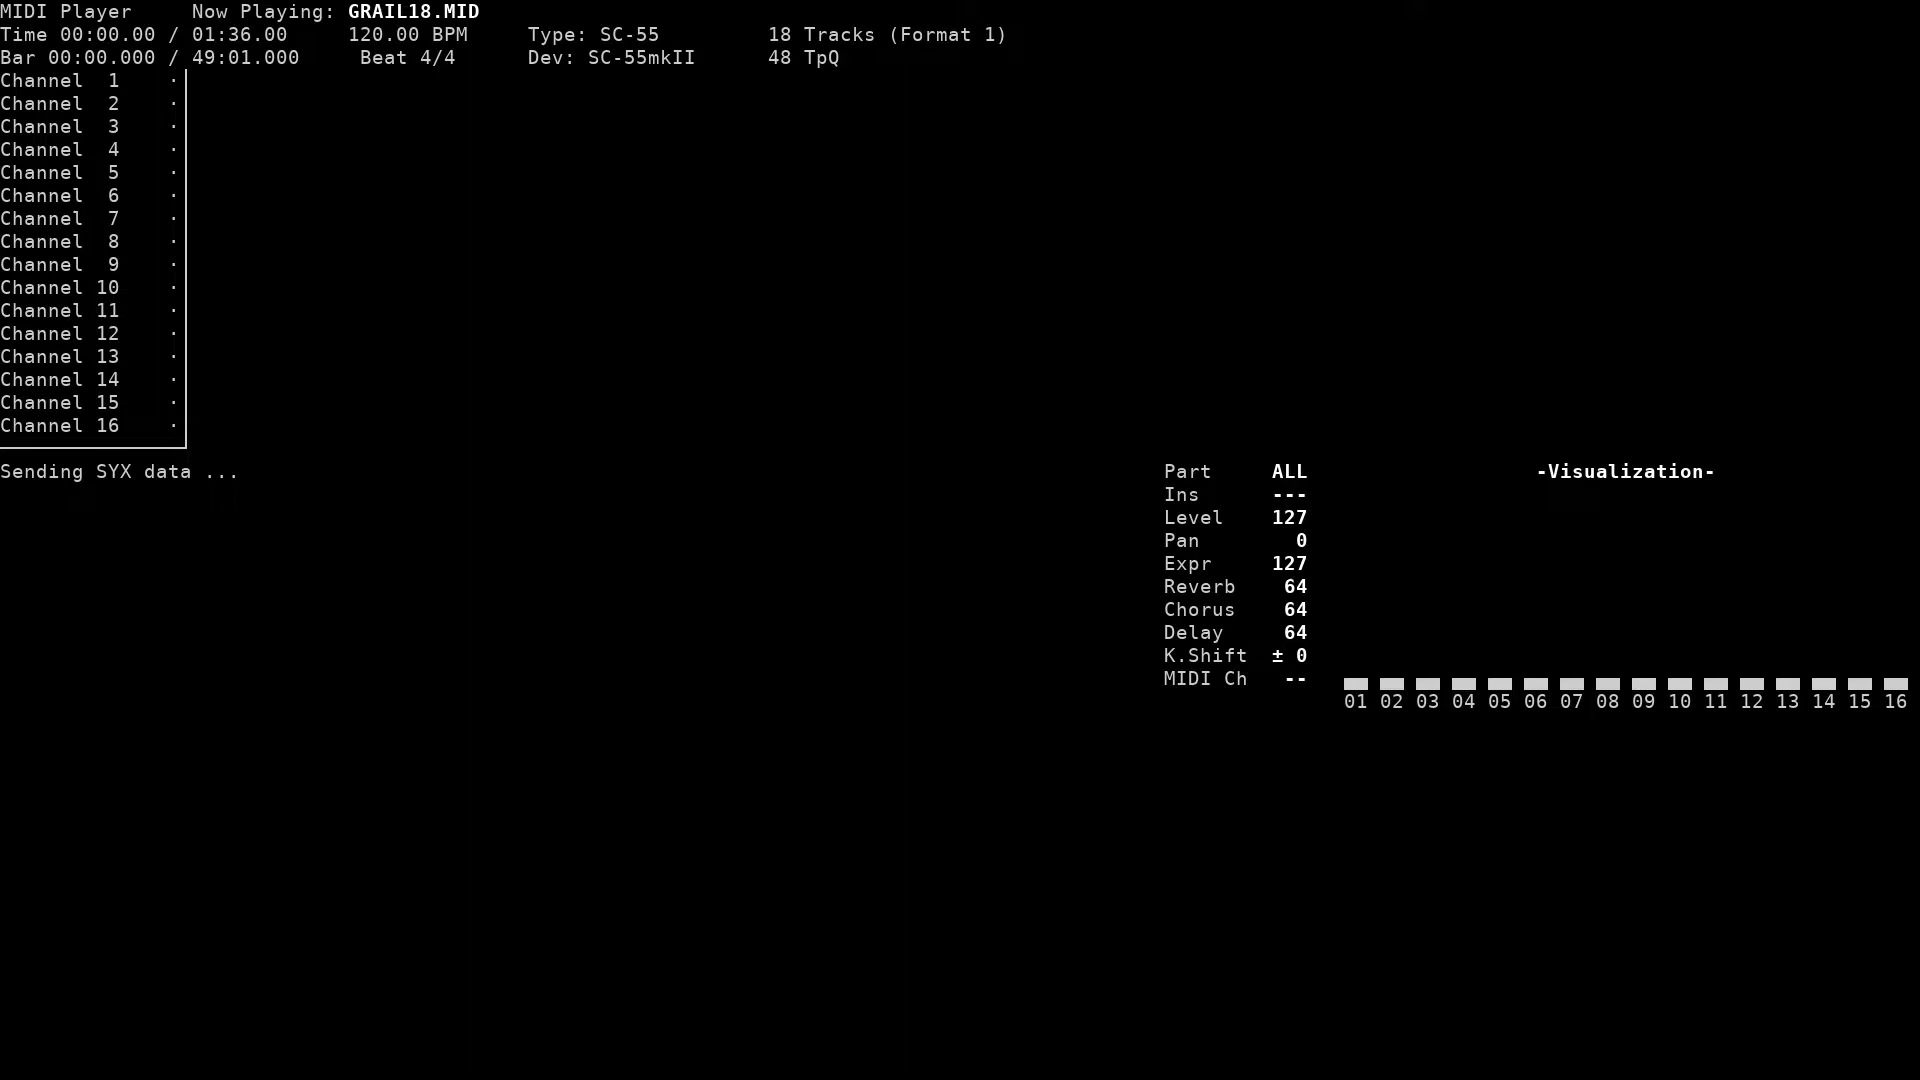 MIDI Player     Now Playing: GRAIL18.MID
Time 00:00.00 / 01:36.00     120.00 BPM     Type: SC-55         18 Tracks (Format 1)
Bar 00:00.000 / 49:01.000     Beat 4/4      Dev: SC-55mkII      48 TpQ
Channel  1    ·
Channel  2    ·
Channel  3    ·
Channel  4    ·
Channel  5    ·
Channel  6    ·
Channel  7    ·
Channel  8    ·
Channel  9    ·
Channel 10    ·
Channel 11    ·
Channel 12    ·
Channel 13    ·
Channel 14    ·
Channel 15    ·
Channel 16    ·
Sending SYX data ...
Part     ALL
Ins      ---
Level    127
Pan        0
Expr     127
Reverb    64
Chorus    64
Delay     64
K.Shift  ± 0
MIDI Ch   --
-Visualization-
01 02 03 04 05 06 07 08 09 10 11 12 13 14 15 16